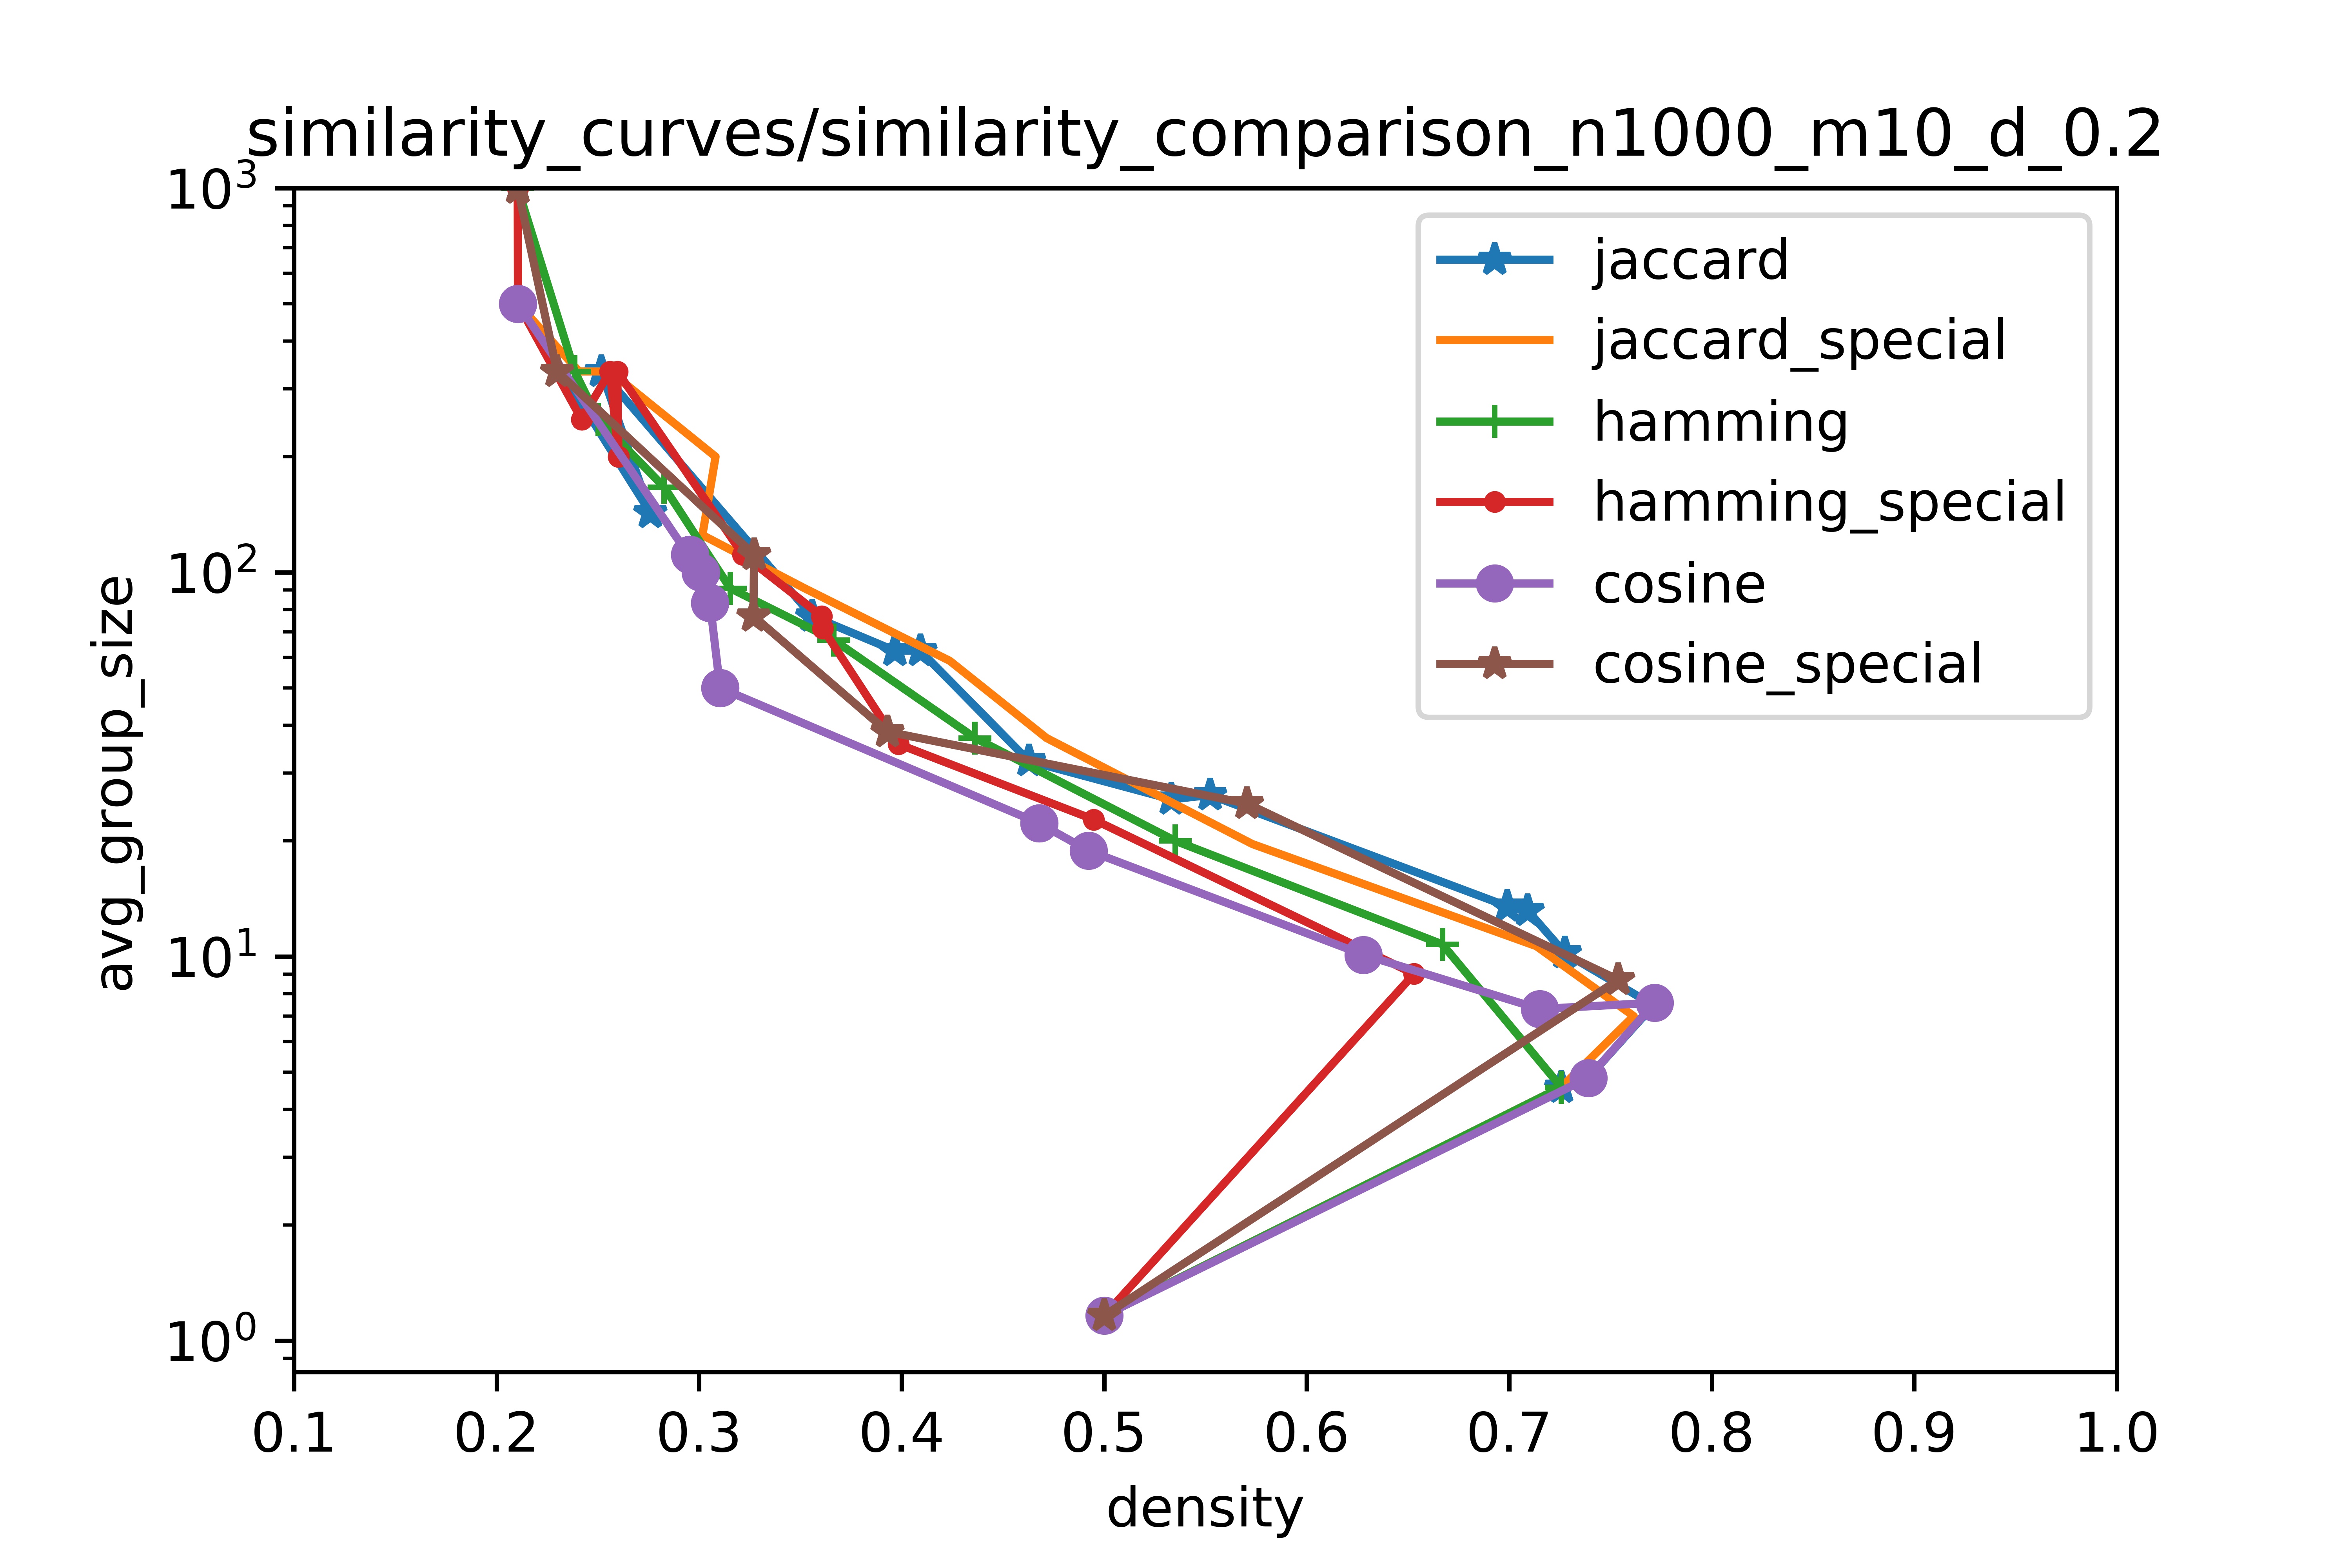 similarity_curves/similarity_comparison_n1000_m10_d_0.2
10³
10²
10¹
10⁰
avg_group_size
jaccard
jaccard_special
hamming
hamming_special
cosine
cosine_special
0.1 0.2 0.3 0.4 0.5 0.6 0.7 0.8 0.9 1.0
density